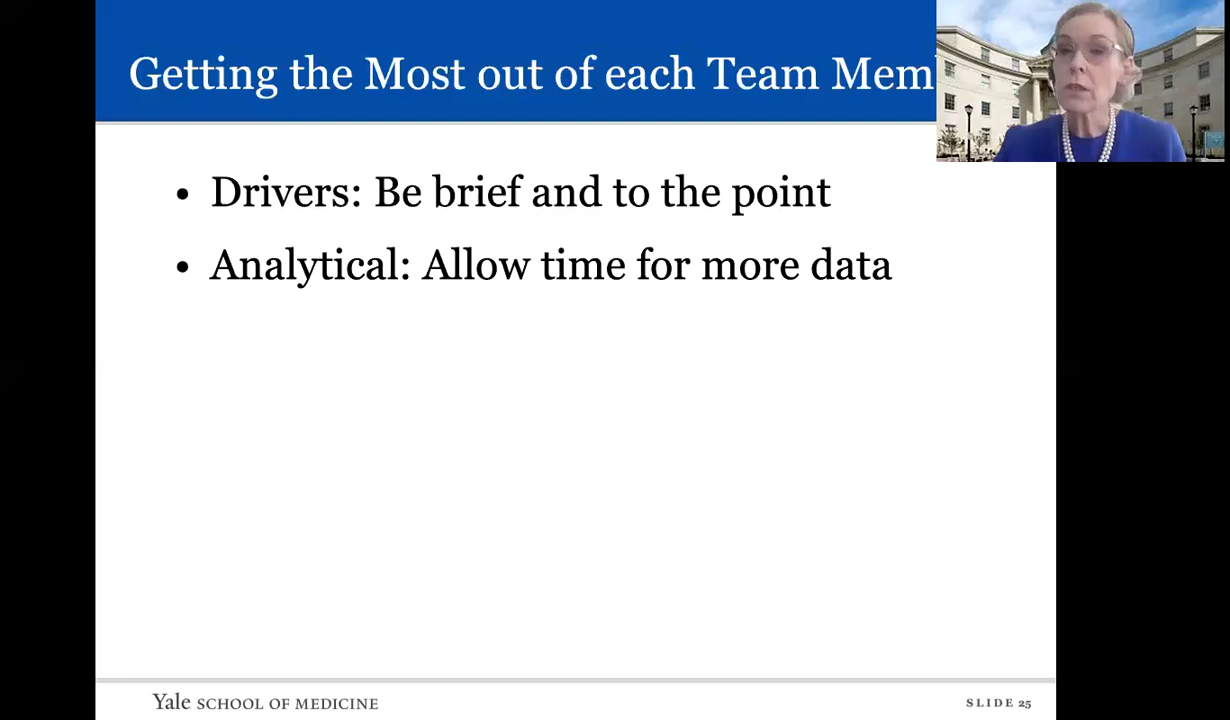 Getting the Most out of each Team Mem
• Drivers: Be brief and to the point
• Analytical: Allow time for more data
Yale SCHOOL OF MEDICINE
SLIDE 25